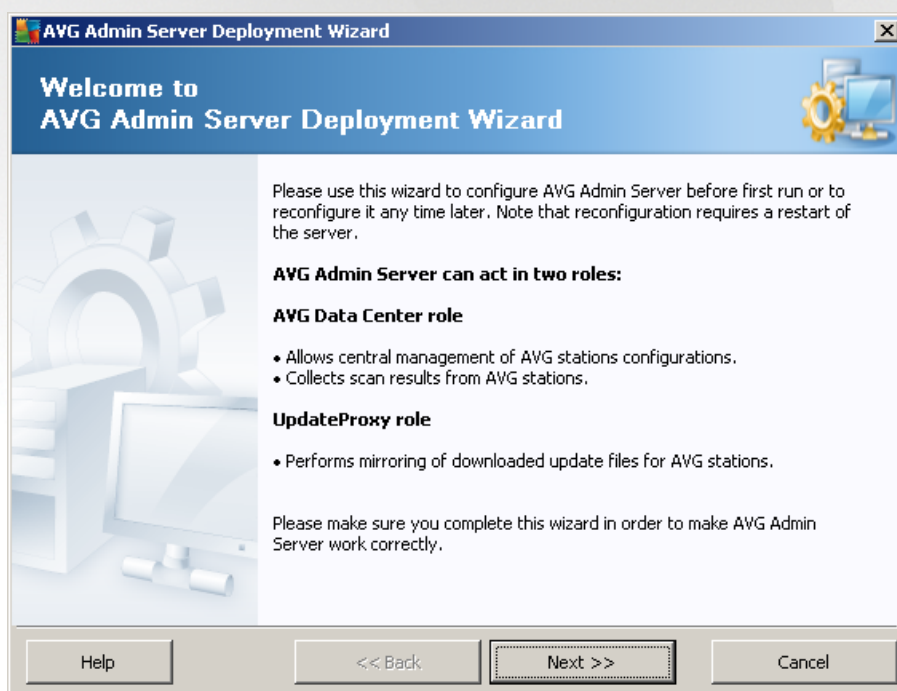 AVG Admin Server Deployment Wizard
Welcome to
AVG Admin Server Deployment Wizard
Please use this wizard to configure AVG Admin Server before first run or to
reconfigure it any time later. Note that reconfiguration requires a restart of
the server.
AVG Admin Server can act in two roles:
AVG Data Center role
• Allows central management of AVG stations configurations.
• Collects scan results from AVG stations.
UpdateProxy role
• Performs mirroring of downloaded update files for AVG stations.
Please make sure you complete this wizard in order to make AVG Admin
Server work correctly.
Help
<< Back
Next >>
Cancel